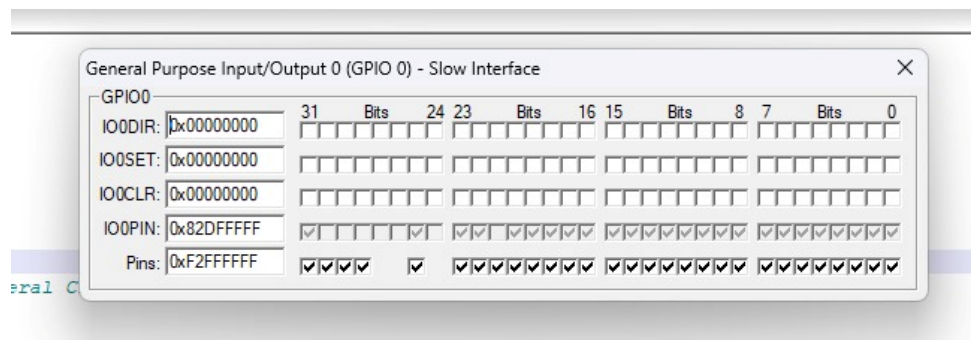 General Purpose Input/Output 0 (GPIO 0) - Slow Interface
GPIO0
31 Bits 24 23 Bits 16 15 Bits 8 7 Bits 0
IO0DIR: 0x00000000
IO0SET: 0x00000000
IO0CLR: 0x00000000
IO0PIN: 0x82DFFFFF
Pins: 0xF2FFFFFF
eral C